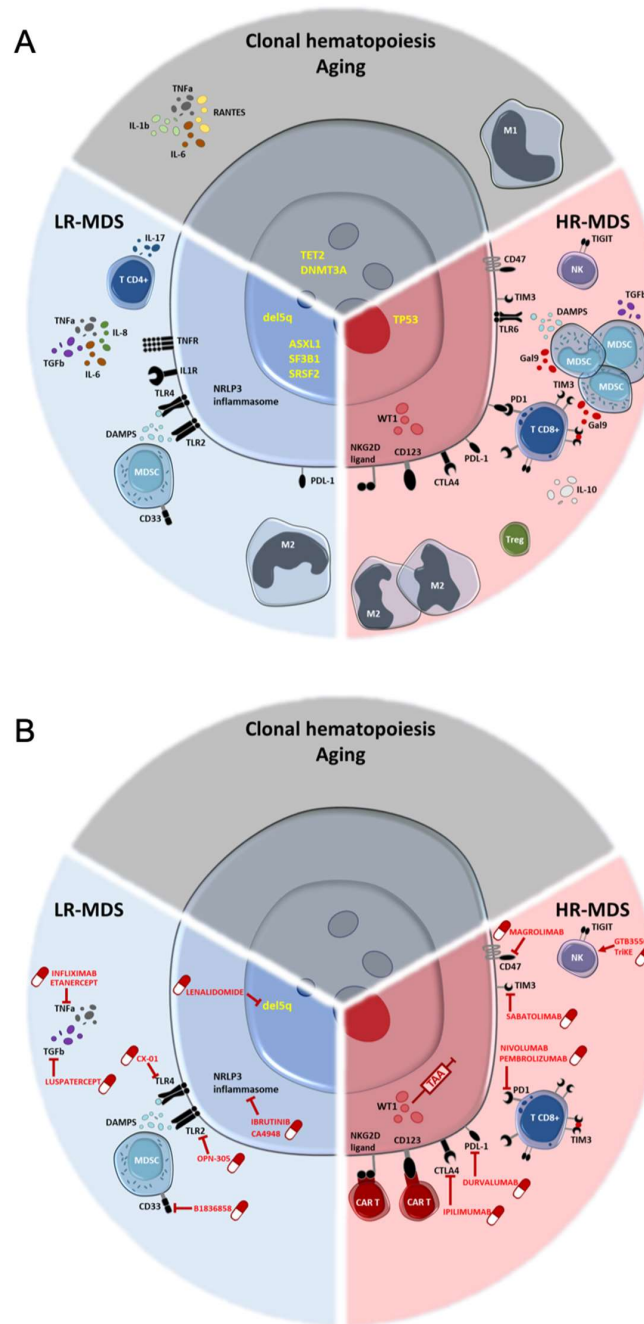 A
Clonal hematopoiesis
Aging
TNFa
RANTES
IL-1b
IL-6
M1
LR-MDS
HR-MDS
IL-17
T CD4+
TNFa
IL-8
TGFb
IL-6
TNFR
IL1R
TLR4
TLR2
DAMPS
MDSC
CD33
NRLP3
inflammasome
PDL-1
M2
TET2
DNMT3A
del5q
ASXL1
SF3B1
SRSF2
TP53
WT1
NKG2D
ligand
CD123
CTLA4
PDL-1
CD47
TIM3
TLR6
TIGIT
NK
TGFb
DAMPS
MDSC
MDSC
MDSC
Gal9
TIM3
PD1
T CD8+
Gal9
IL-10
Treg
M2
M2
B
Clonal hematopoiesis
Aging
LR-MDS
HR-MDS
INFLIXIMAB
ETANERCEPT
TNFa
TGFb
LUSPATERCEPT
CX-01
TLR4
DAMPS
TLR2
MDSC
OPN-305
CD33
B1836858
LENALIDOMIDE
del5q
NRLP3
inflammasome
IBRUTINIB
CA4948
MAGROLIMAB
CD47
TIGIT
NK
GTB3550
TriKE
TIM3
SABATOLIMAB
NIVOLUMAB
PEMBROLIZUMAB
PD1
T CD8+
TIM3
TAA
WT1
NKG2D
ligand
CD123
CTLA4
PDL-1
DURVALUMAB
IPILIMUMAB
CAR T
CAR T